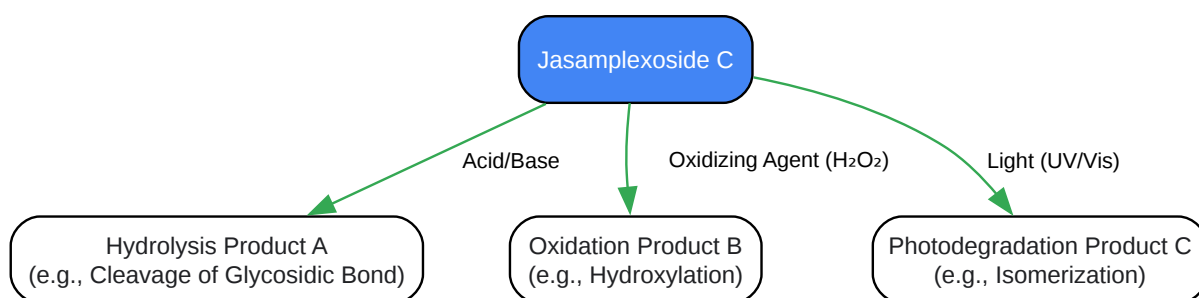 Jasamplexoside C
Acid/Base
Oxidizing Agent (H₂O₂)
Light (UV/Vis)
Hydrolysis Product A
(e.g., Cleavage of Glycosidic Bond)
Oxidation Product B
(e.g., Hydroxylation)
Photodegradation Product C
(e.g., Isomerization)